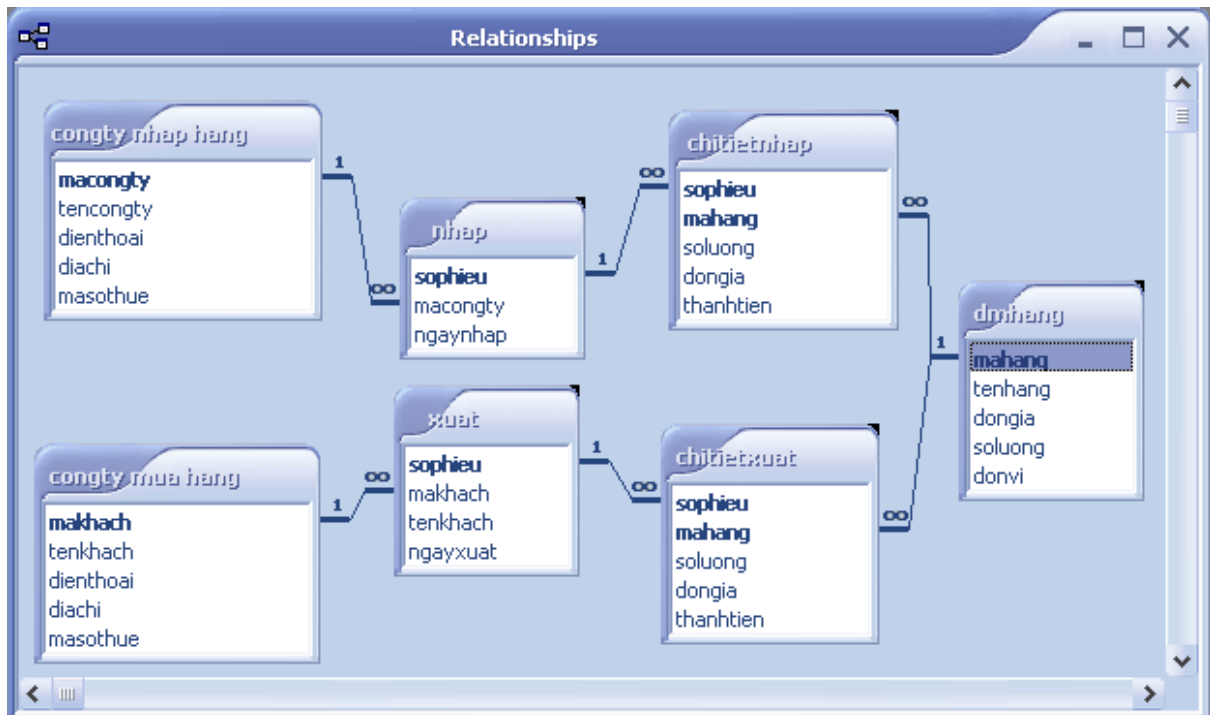 Relationships
congty nhap hang
macongty
tencongty
dienthoai
diachi
masothue
1
∞
nhap
sophieu
macongty
ngaynhap
1
∞
chitietnhap
sophieu
mahang
soluong
dongia
thanhtien
∞
1
dmhang
mahang
tenhang
dongia
soluong
donvi
congty mua hang
makhach
tenkhach
dienthoai
diachi
masothue
1
∞
xuat
sophieu
makhach
tenkhach
ngayxuat
1
∞
chitietxuat
sophieu
mahang
soluong
dongia
thanhtien
∞